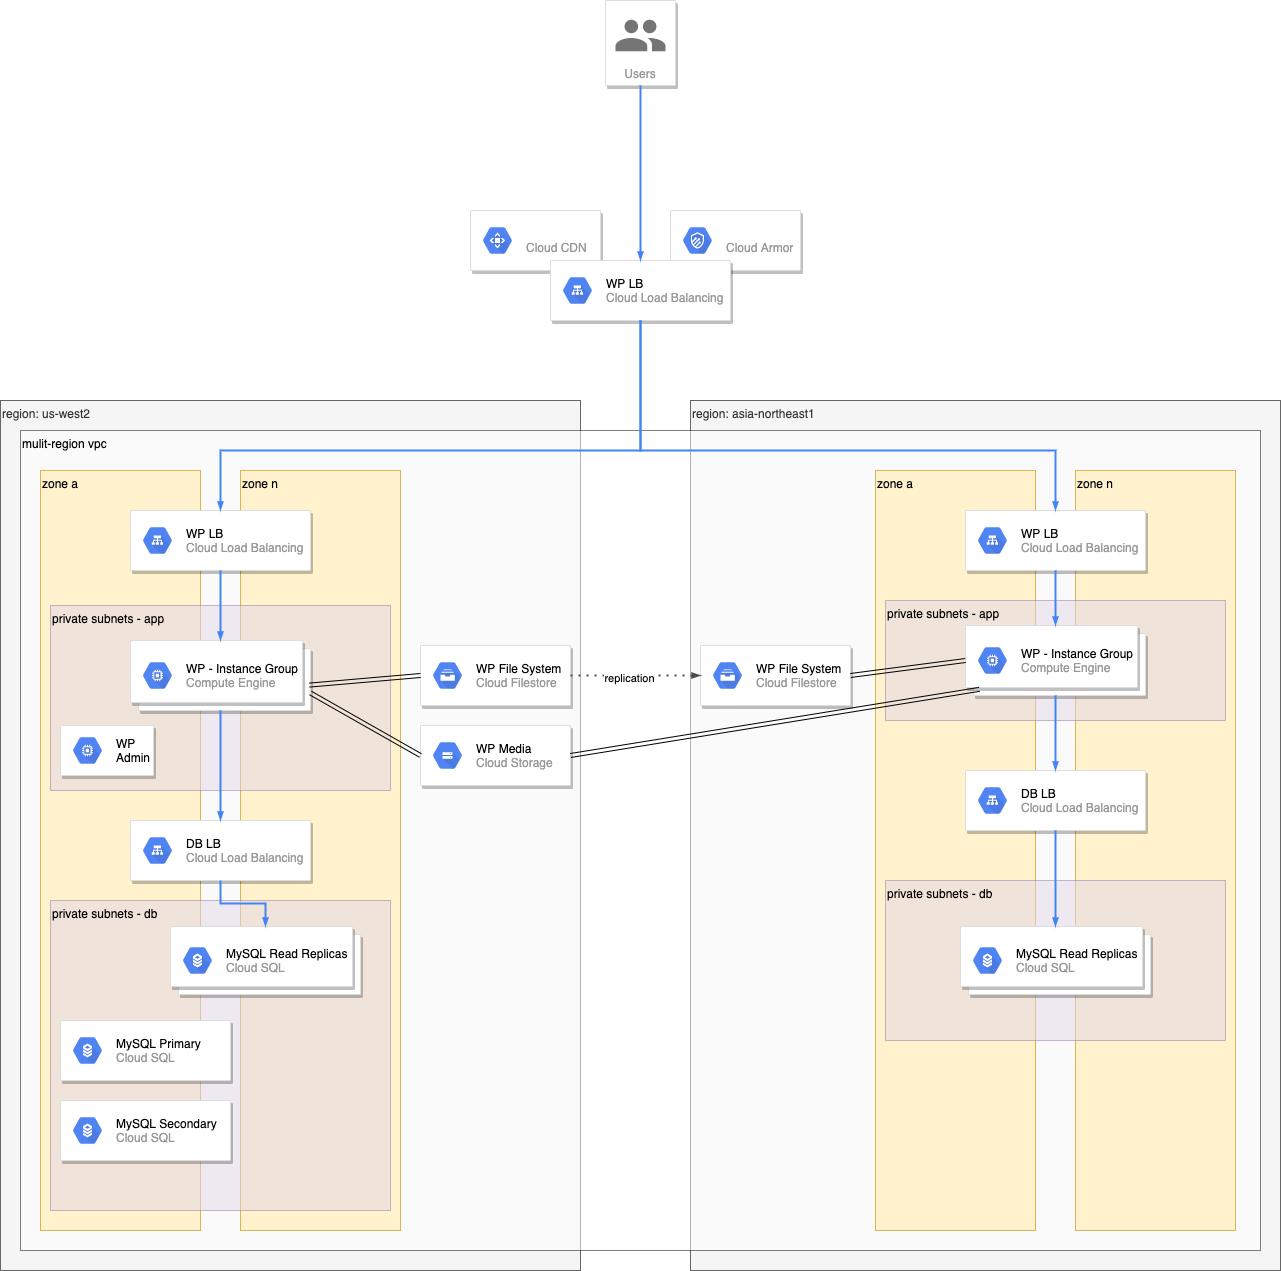 Users
Cloud CDN
Cloud Armor
WP LB
Cloud Load Balancing
region: us-west2
region: asia-northeast1
mulit-region vpc
zone a
zone n
zone a
zone n
WP LB
Cloud Load Balancing
WP LB
Cloud Load Balancing
private subnets - app
private subnets - app
WP - Instance Group
Compute Engine
WP File System
Cloud Filestore
replication
WP File System
Cloud Filestore
WP - Instance Group
Compute Engine
WP
Admin
WP Media
Cloud Storage
DB LB
Cloud Load Balancing
DB LB
Cloud Load Balancing
private subnets - db
private subnets - db
MySQL Read Replicas
Cloud SQL
MySQL Read Replicas
Cloud SQL
MySQL Primary
Cloud SQL
MySQL Secondary
Cloud SQL